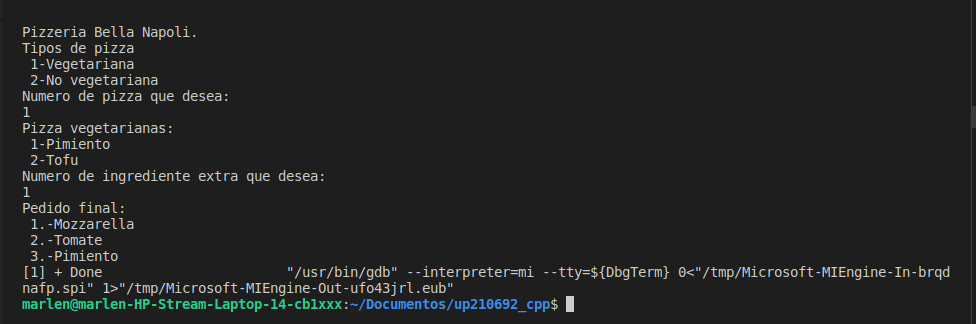 Pizzeria Bella Napoli.
Tipos de pizza
1-Vegetariana
2-No vegetariana
Numero de pizza que desea:
1
Pizza vegetarianas:
1-Pimiento
2-Tofu
Numero de ingrediente extra que desea:
1
Pedido final:
1.-Mozzarella
2.-Tomate
3.-Pimiento
[1] + Done                       "/usr/bin/gdb" --interpreter=mi --tty=${DbgTerm} 0<"/tmp/Microsoft-MIEngine-In-brqd
nafp.spi" 1>"/tmp/Microsoft-MIEngine-Out-ufo43jrl.eub"
marlen@marlen-HP-Stream-Laptop-14-cb1xxx:~/Documentos/up210692_cpp$